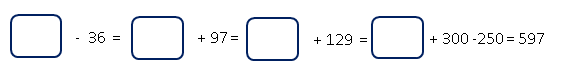 - 36 = + 97 = + 129 = + 300 -250 = 597